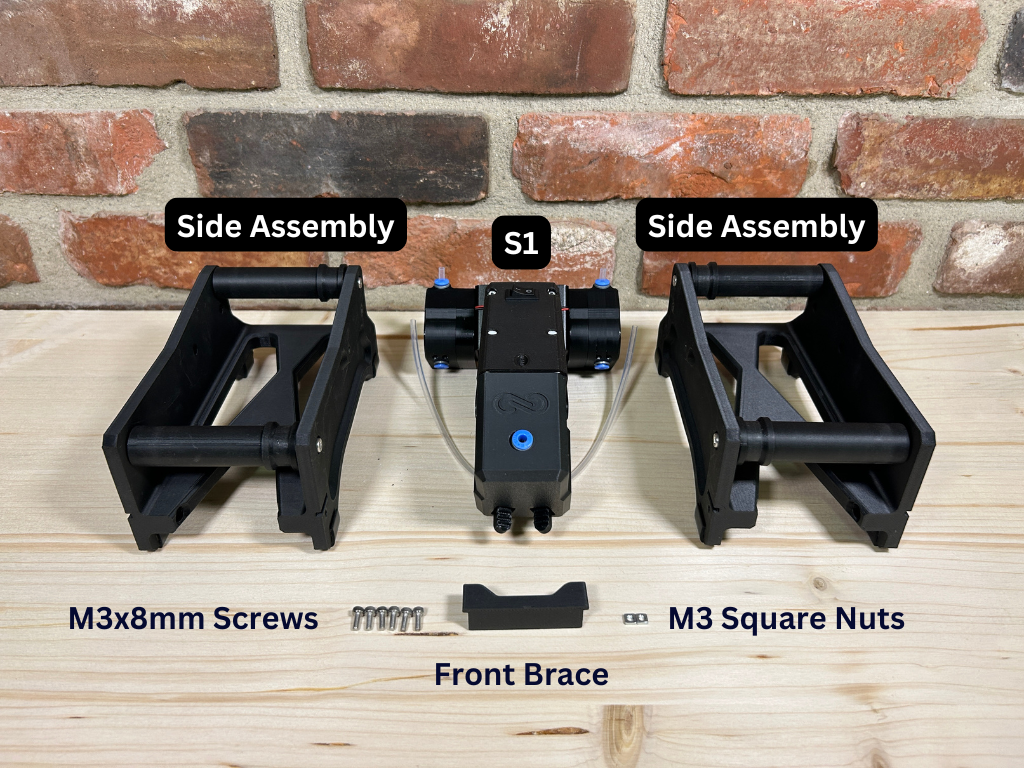 Side Assembly
S1
Side Assembly
M3x8mm Screws
M3 Square Nuts
Front Brace